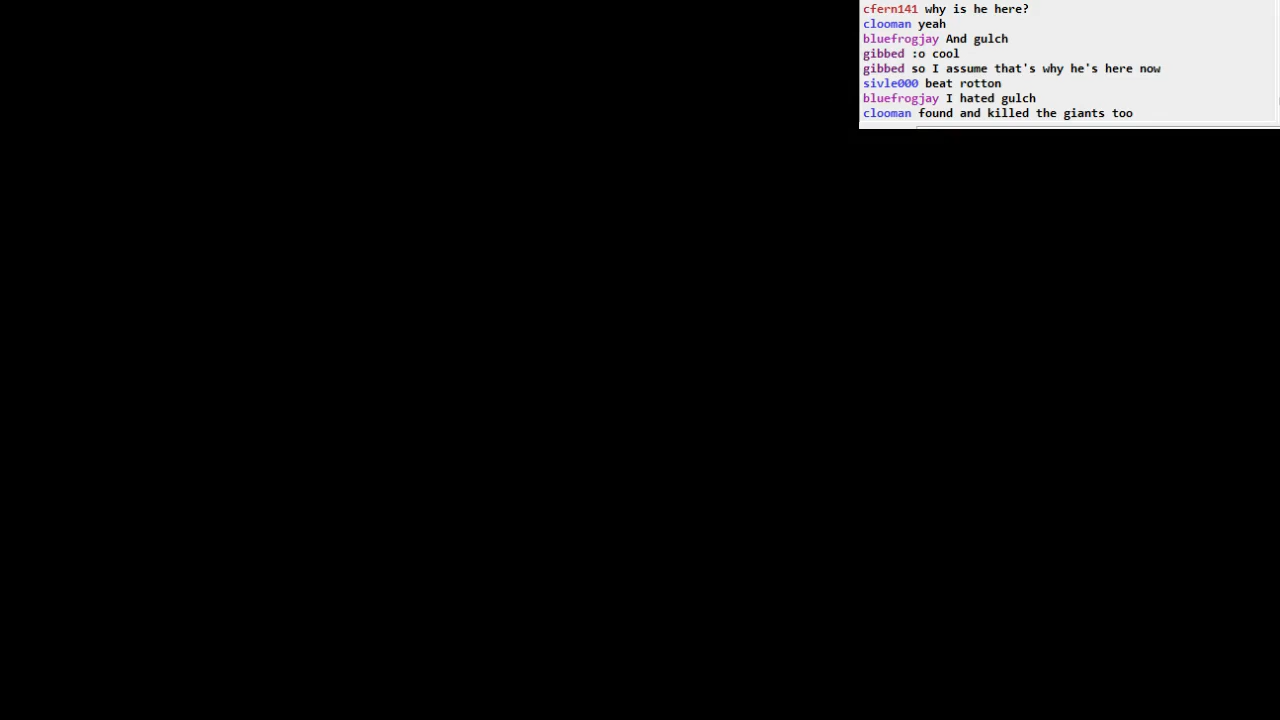 cfern141 why is he here?
clooman yeah
bluefrogjay And gulch
gibbed :o cool
gibbed so I assume that's why he's here now
sivle000 beat rotton
bluefrogjay I hated gulch
clooman found and killed the giants too